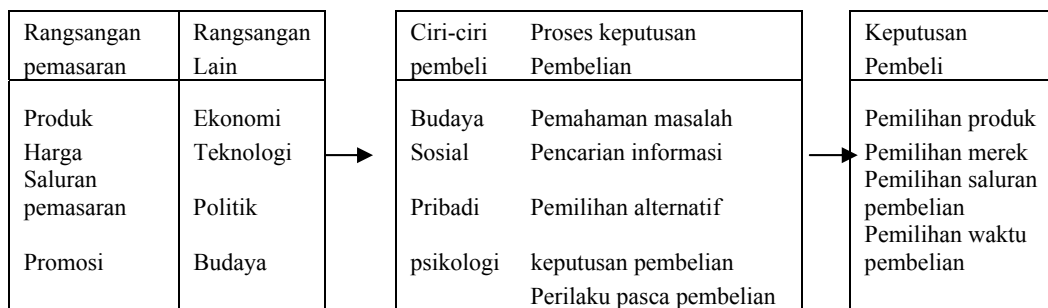 Rangsangan Rangsangan Ciri-ciri Proses keputusan Keputusan
pemasaran Lain pembeli Pembelian Pembeli
Produk Ekonomi Budaya Pemahaman masalah Pemilihan produk
Harga Teknologi Sosial Pencarian informasi Pemilihan merek
Saluran Pemilihan saluran
pemasaran Politik Pribadi Pemilihan alternatif pembelian
Pemilihan waktu
Promosi Budaya psikologi keputusan pembelian pembelian
Perilaku pasca pembelian